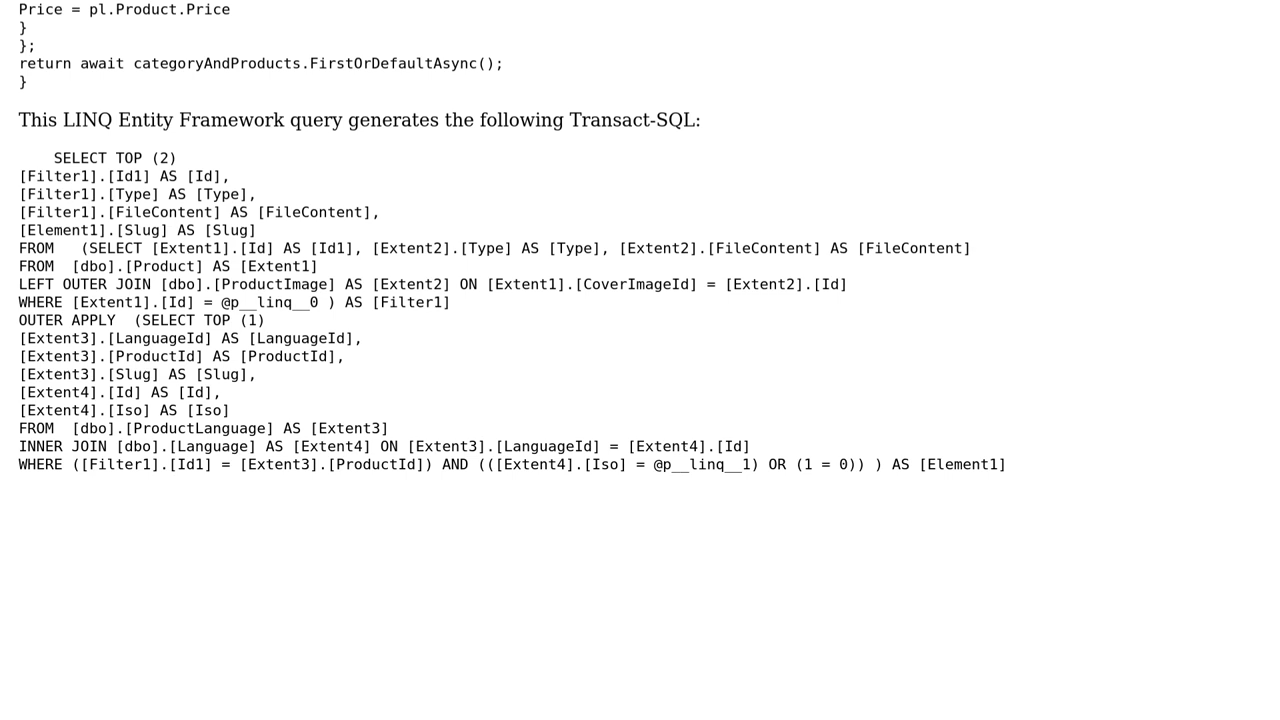 Price = pl.Product.Price
}
};
return await categoryAndProducts.FirstOrDefaultAsync();
}
This LINQ Entity Framework query generates the following Transact-SQL:
SELECT TOP (2)
[Filter1].[Id1] AS [Id],
[Filter1].[Type] AS [Type],
[Filter1].[FileContent] AS [FileContent],
[Element1].[Slug] AS [Slug]
FROM   (SELECT [Extent1].[Id] AS [Id1], [Extent2].[Type] AS [Type], [Extent2].[FileContent] AS [FileContent]
FROM  [dbo].[Product] AS [Extent1]
LEFT OUTER JOIN [dbo].[ProductImage] AS [Extent2] ON [Extent1].[CoverImageId] = [Extent2].[Id]
WHERE [Extent1].[Id] = @p__linq__0 ) AS [Filter1]
OUTER APPLY  (SELECT TOP (1)
[Extent3].[LanguageId] AS [LanguageId],
[Extent3].[ProductId] AS [ProductId],
[Extent3].[Slug] AS [Slug],
[Extent4].[Id] AS [Id],
[Extent4].[Iso] AS [Iso]
FROM  [dbo].[ProductLanguage] AS [Extent3]
INNER JOIN [dbo].[Language] AS [Extent4] ON [Extent3].[LanguageId] = [Extent4].[Id]
WHERE ([Filter1].[Id1] = [Extent3].[ProductId]) AND (([Extent4].[Iso] = @p__linq__1) OR (1 = 0)) ) AS [Element1]